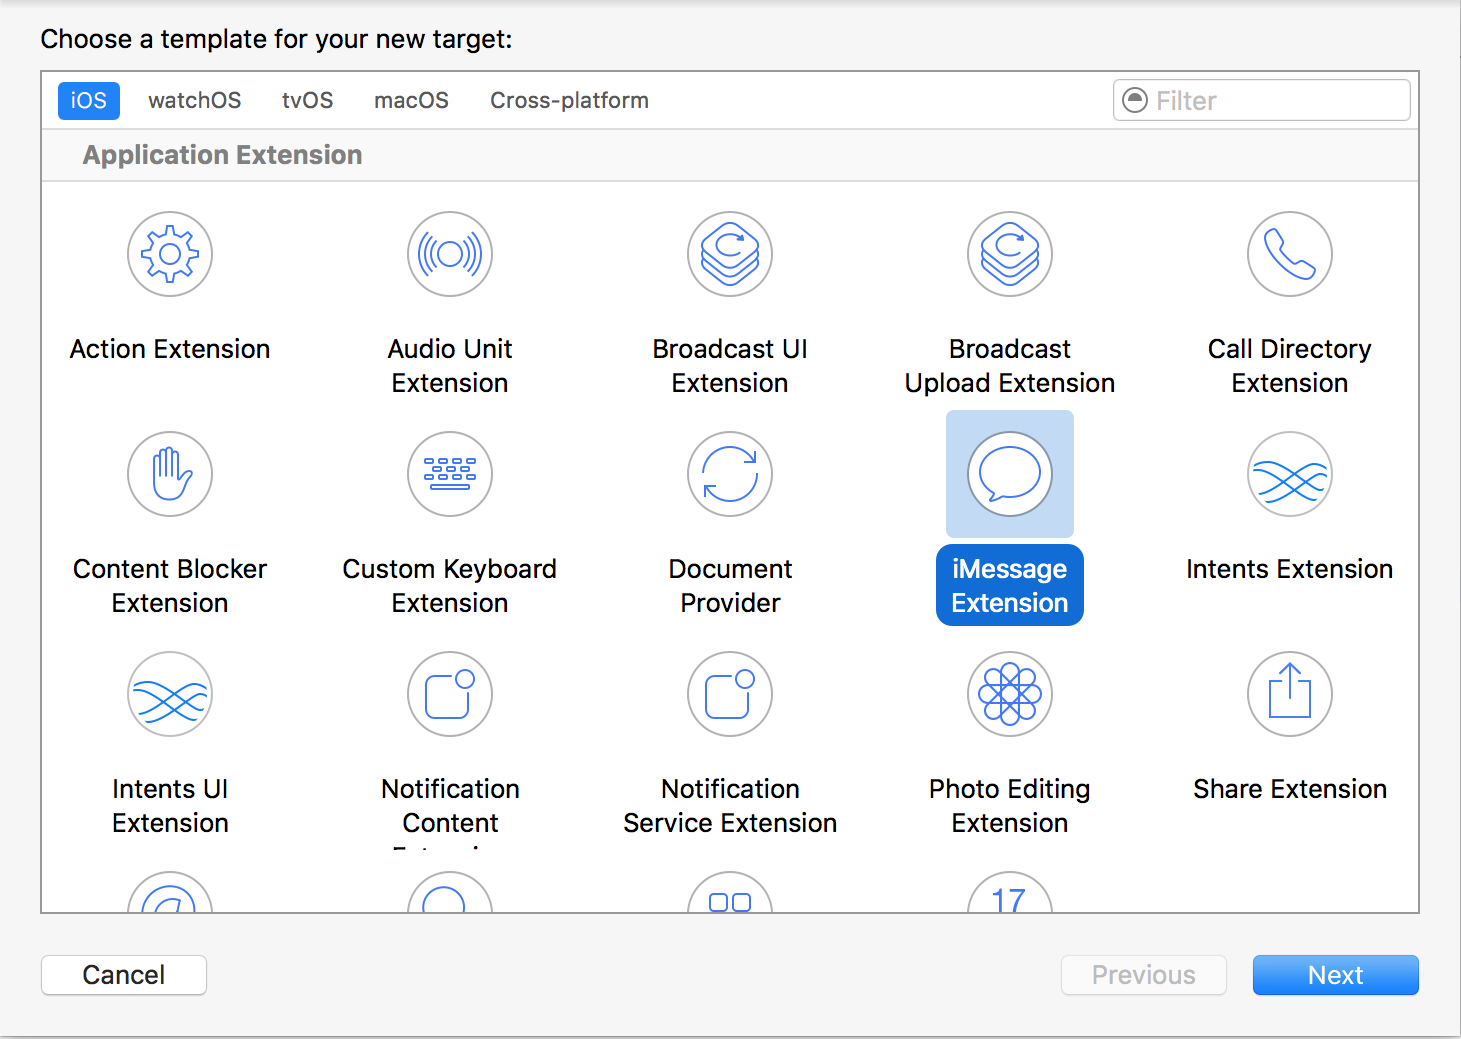 Choose a template for your new target:
iOS watchOS tvOS macOS Cross-platform Filter
Application Extension
Action Extension
Audio Unit
Extension
Broadcast UI
Extension
Broadcast
Upload Extension
Call Directory
Extension
Content Blocker
Extension
Custom Keyboard
Extension
Document
Provider
iMessage
Extension
Intents Extension
Intents UI
Extension
Notification
Content
Notification
Service Extension
Photo Editing
Extension
Share Extension
17
Cancel
Previous
Next